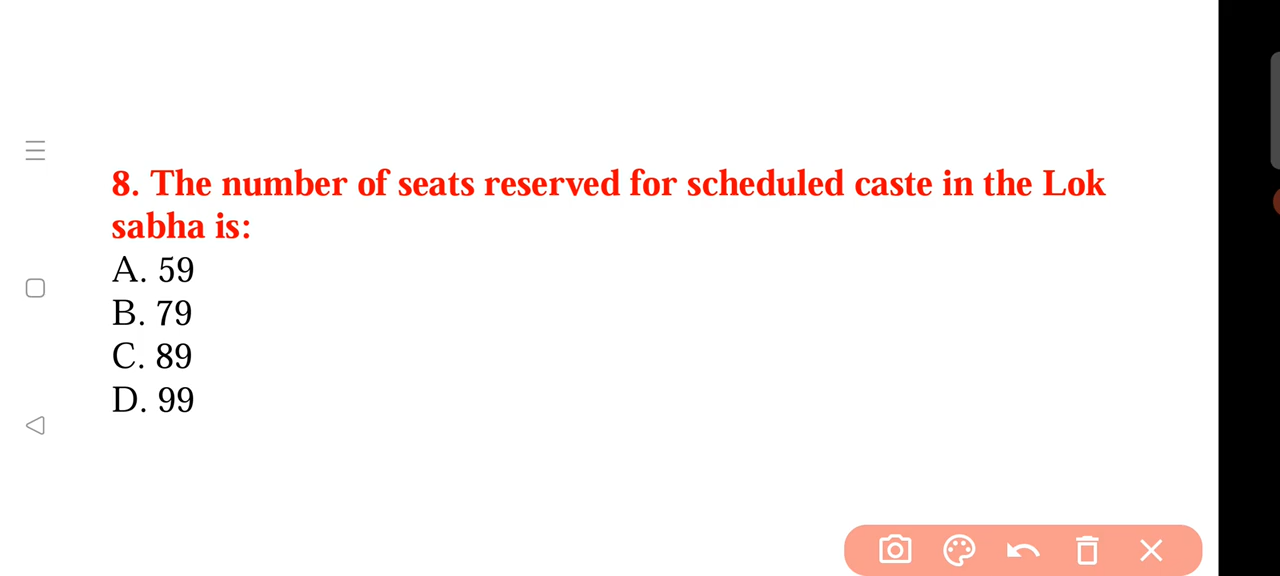 8. The number of seats reserved for scheduled caste in the Lok
sabha is:
A. 59
B. 79
C. 89
D. 99